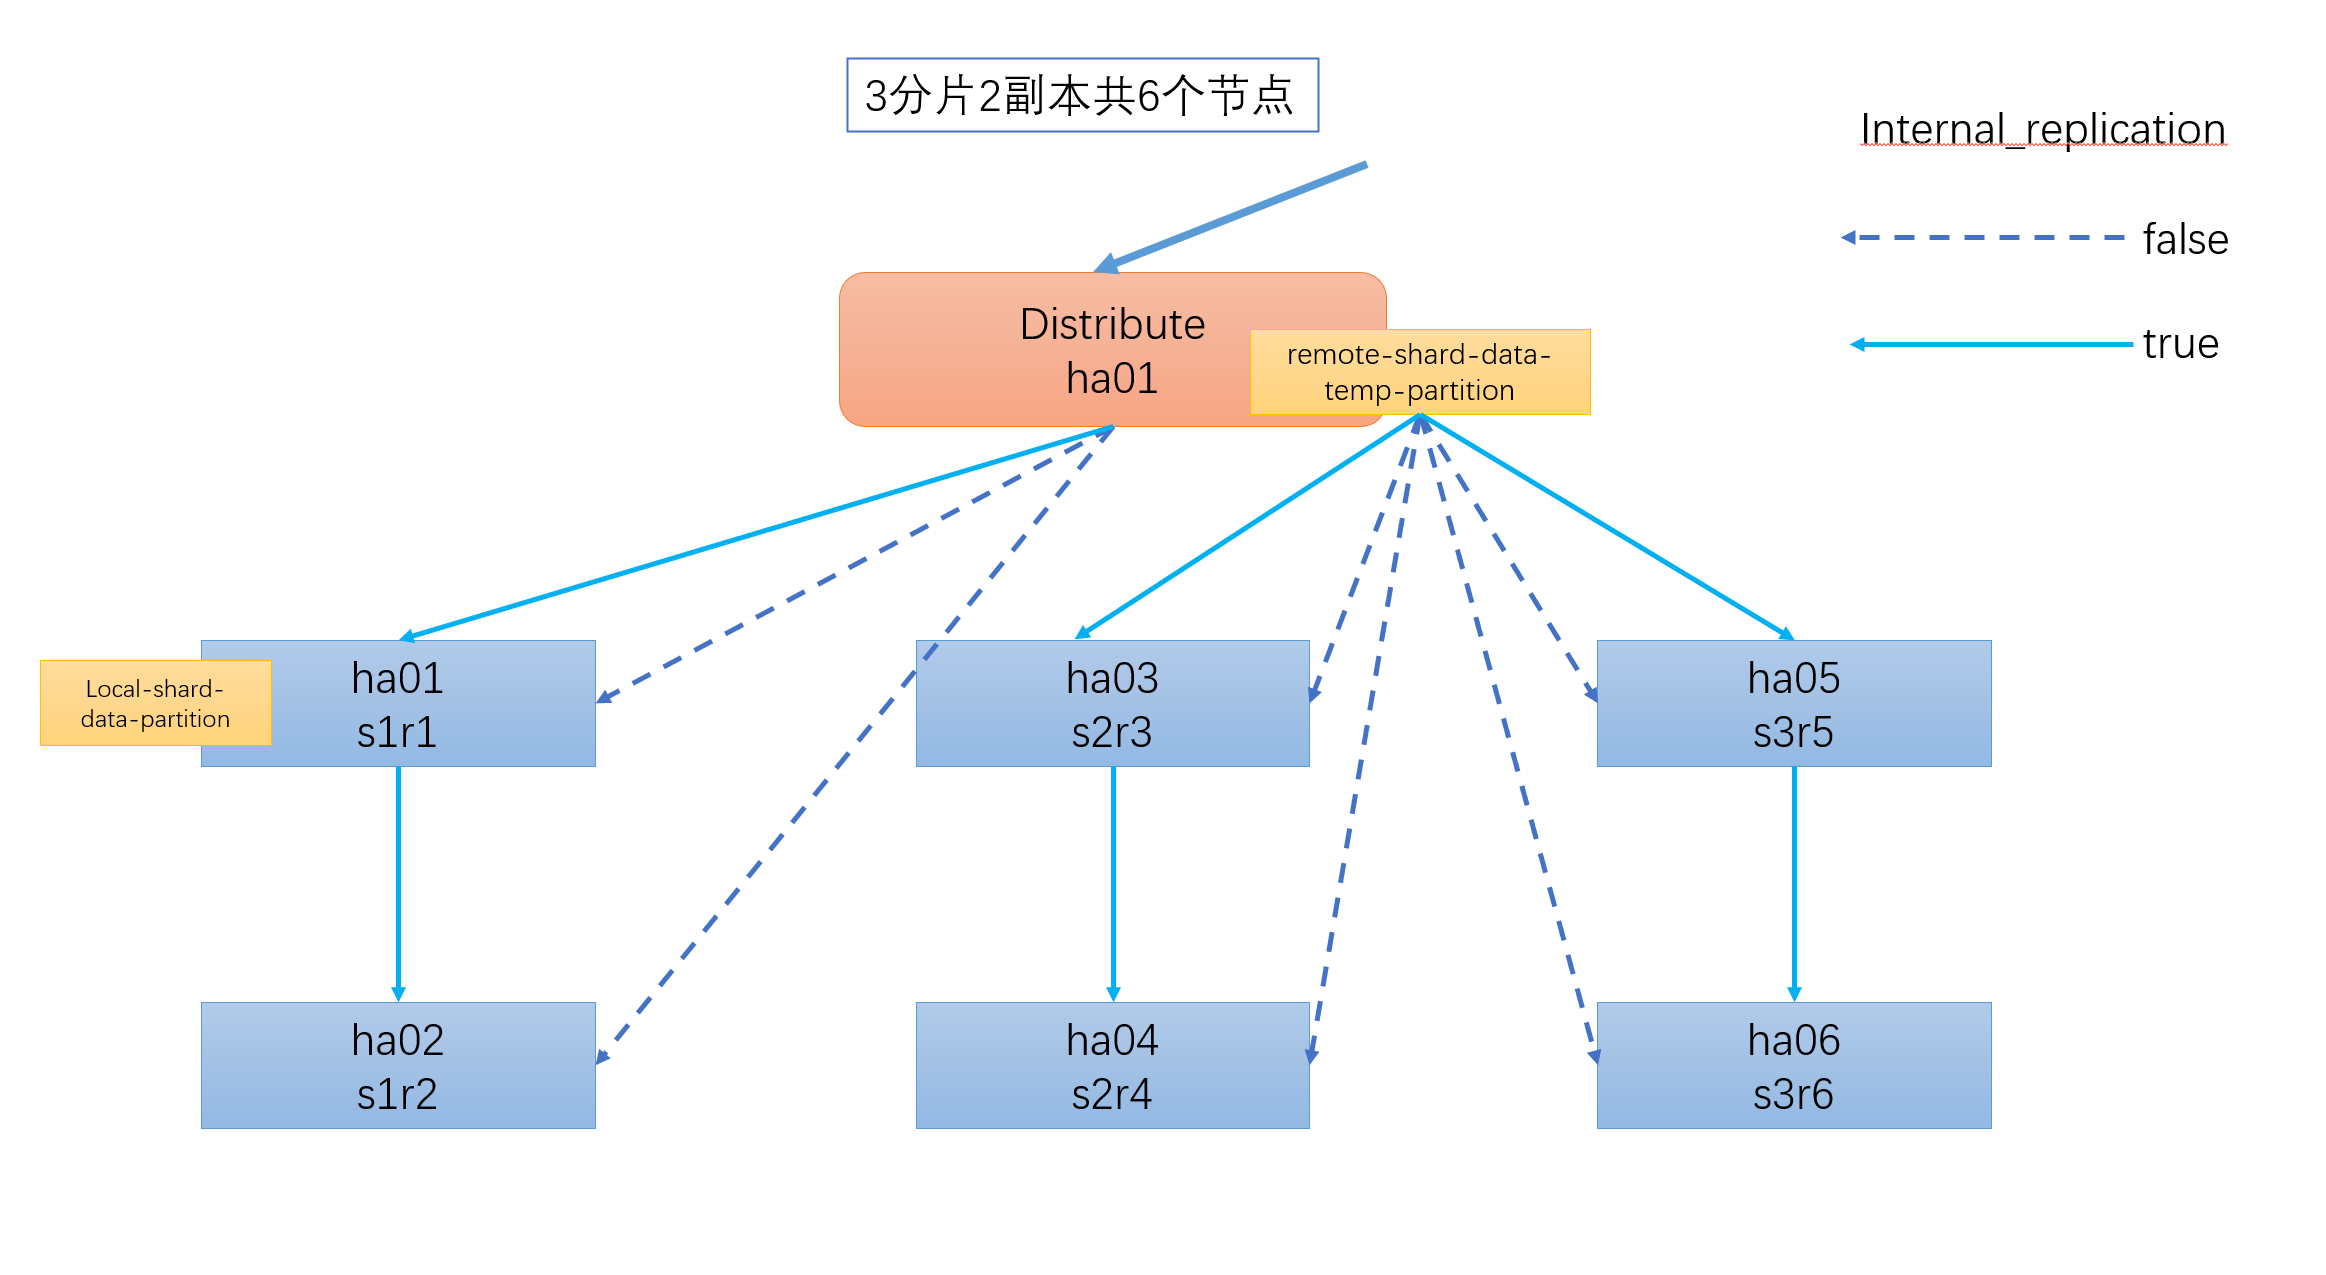 3分片2副本共6个节点
Internal_replication
false
true
Distribute
ha01
remote-shard-data-
temp-partition
Local-shard-
data-partition
ha01
s1r1
ha03
s2r3
ha05
s3r5
ha02
s1r2
ha04
s2r4
ha06
s3r6